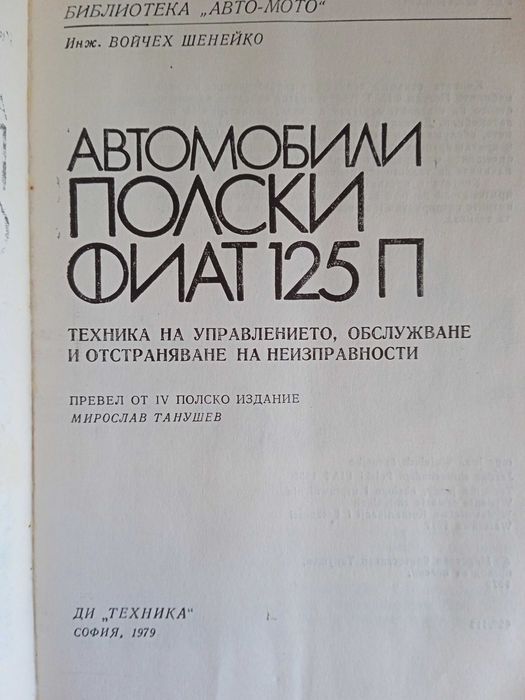 БИБЛИОТЕКА „АВТО-МОТО“
Инж. ВОЙЧЕХ ШЕНЕЙКО
АВТОМОБИЛИ
ПОЛСКИ
ФИАТ 125 П
ТЕХНИКА НА УПРАВЛЕНИЕТО, ОБСЛУЖВАНЕ
И ОТСТРАНЯВАНЕ НА НЕИЗПРАВНОСТИ
ПРЕВЕЛ ОТ IV ПОЛСКО ИЗДАНИЕ
МИРОСЛАВ ТАНУШЕВ
ДИ „ТЕХНИКА“
СОФИЯ, 1979